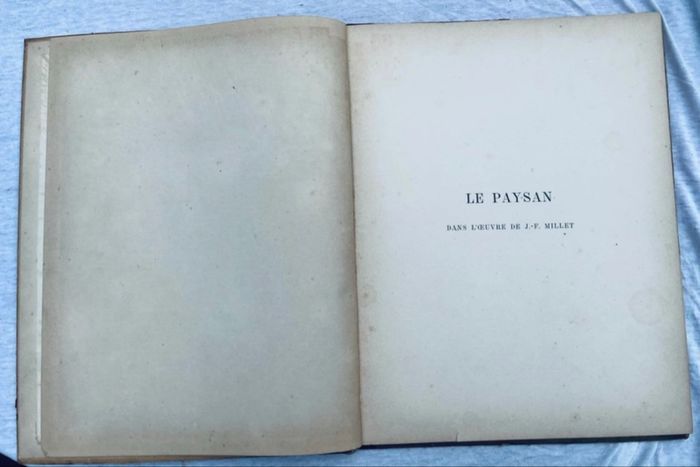 LE PAYSAN
DANS L'ŒUVRE DE J.-F. MILLET